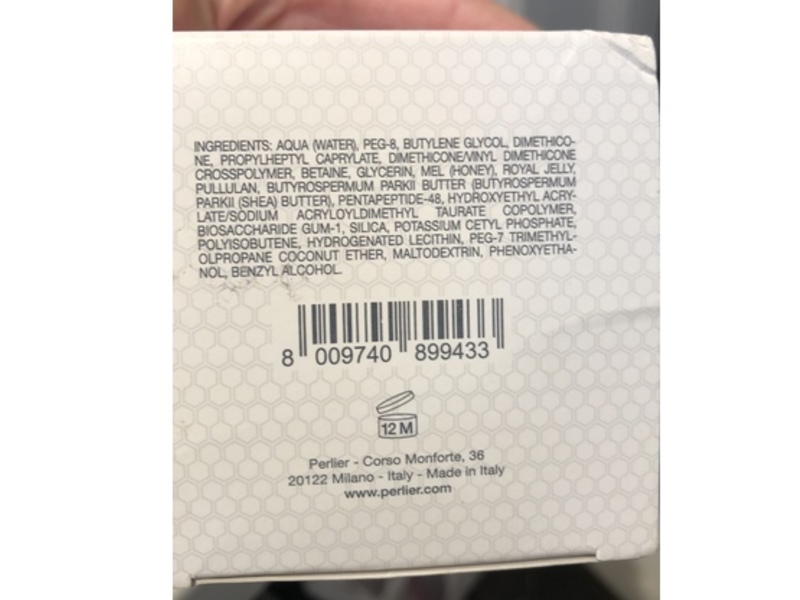 INGREDIENTS: AQUA (WATER), PEG-8, BUTYLENE GLYCOL, DIMETHICO-
NE, PROPYLHEPTYL CAPRYLATE, DIMETHICONE/VINYL DIMETHICONE
CROSSPOLYMER, BETAINE, GLYCERIN, MEL (HONEY), ROYAL JELLY,
PULLULAN, BUTYROSPERMUM PARKII BUTTER (BUTYROSPERMUM
PARKII (SHEA) BUTTER), PENTAPEPTIDE-48, HYDROXYETHYL ACRY-
LATE/SODIUM ACRYLOYLDIMETHYL TAURATE COPOLYMER,
BIOSACCHARIDE GUM-1, SILICA, POTASSIUM CETYL PHOSPHATE,
POLYISOBUTENE, HYDROGENATED LECITHIN, PEG-7 TRIMETHYL-
OLPROPANE COCONUT ETHER, MALTODEXTRIN, PHENOXYETHA-
NOL, BENZYL ALCOHOL.
8 009740 899433
12 M
Perlier - Corso Monforte, 36
20122 Milano - Italy - Made in Italy
www.perlier.com